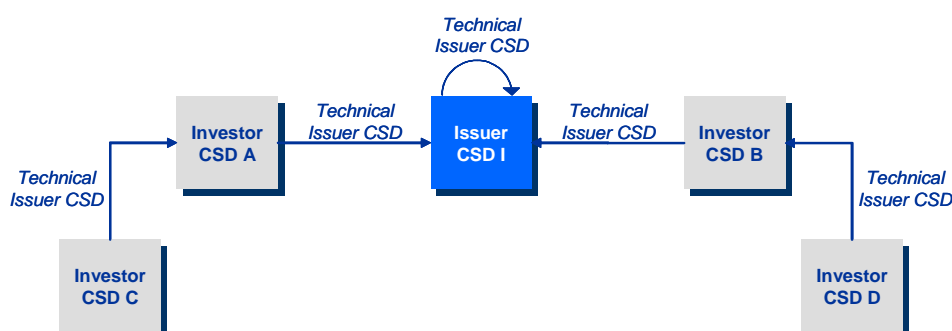 Technical
Issuer CSD
Investor
CSD A
Technical
Issuer CSD
Issuer
CSD I
Technical
Issuer CSD
Investor
CSD B
Technical
Issuer CSD
Technical
Issuer CSD
Investor
CSD C
Investor
CSD D